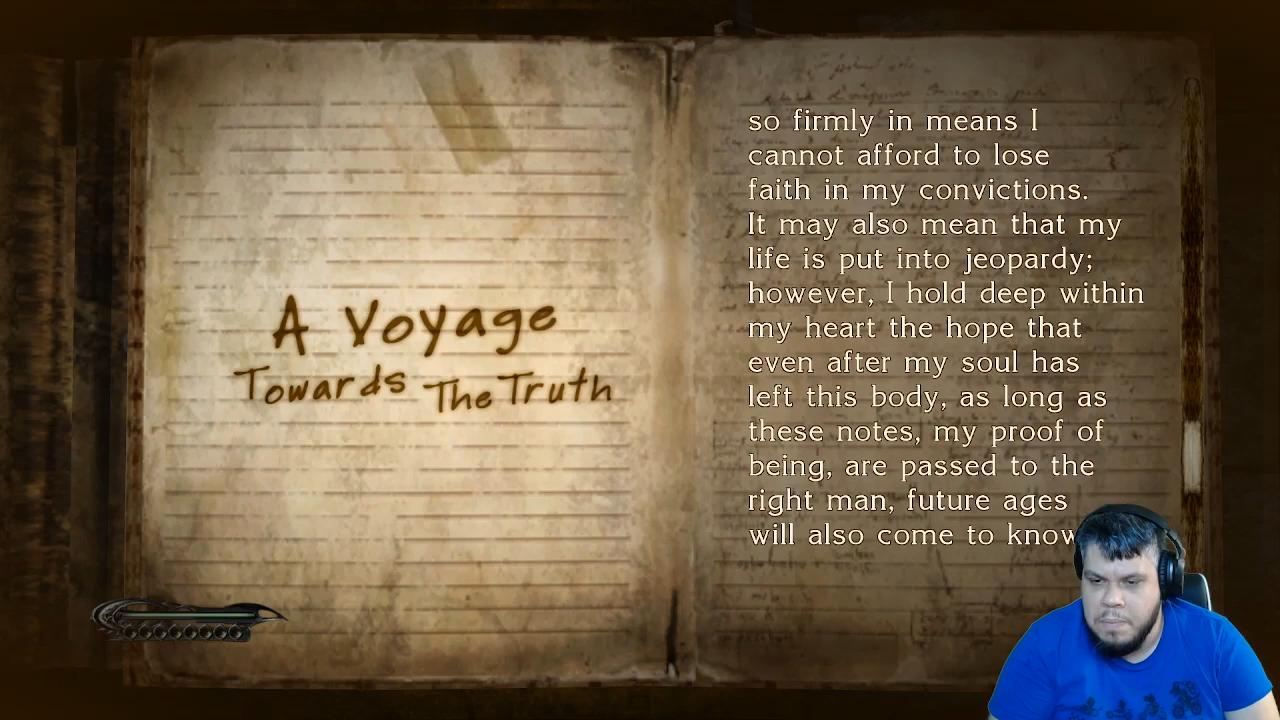 A Voyage
Towards The Truth
so firmly in means I
cannot afford to lose
faith in my convictions.
It may also mean that my
life is put into jeopardy;
however, I hold deep within
my heart the hope that
even after my soul has
left this body, as long as
these notes, my proof of
being, are passed to the
right man, future ages
will also come to know